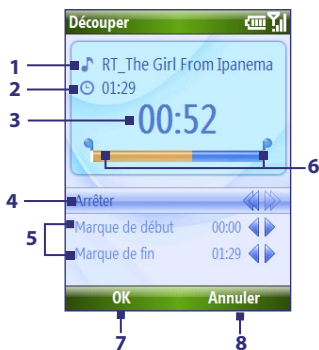 Découper
1 RT_The Girl From Ipanema
2 01:29
3 00:52
6
4 Arrêter
5 Marque de début 00:00
Marque de fin 01:29
OK Annuler
7 8